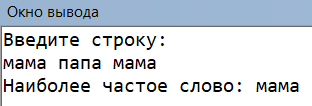 Окно вывода
Введите строку:
мама папа мама
Наиболее частое слово: мама